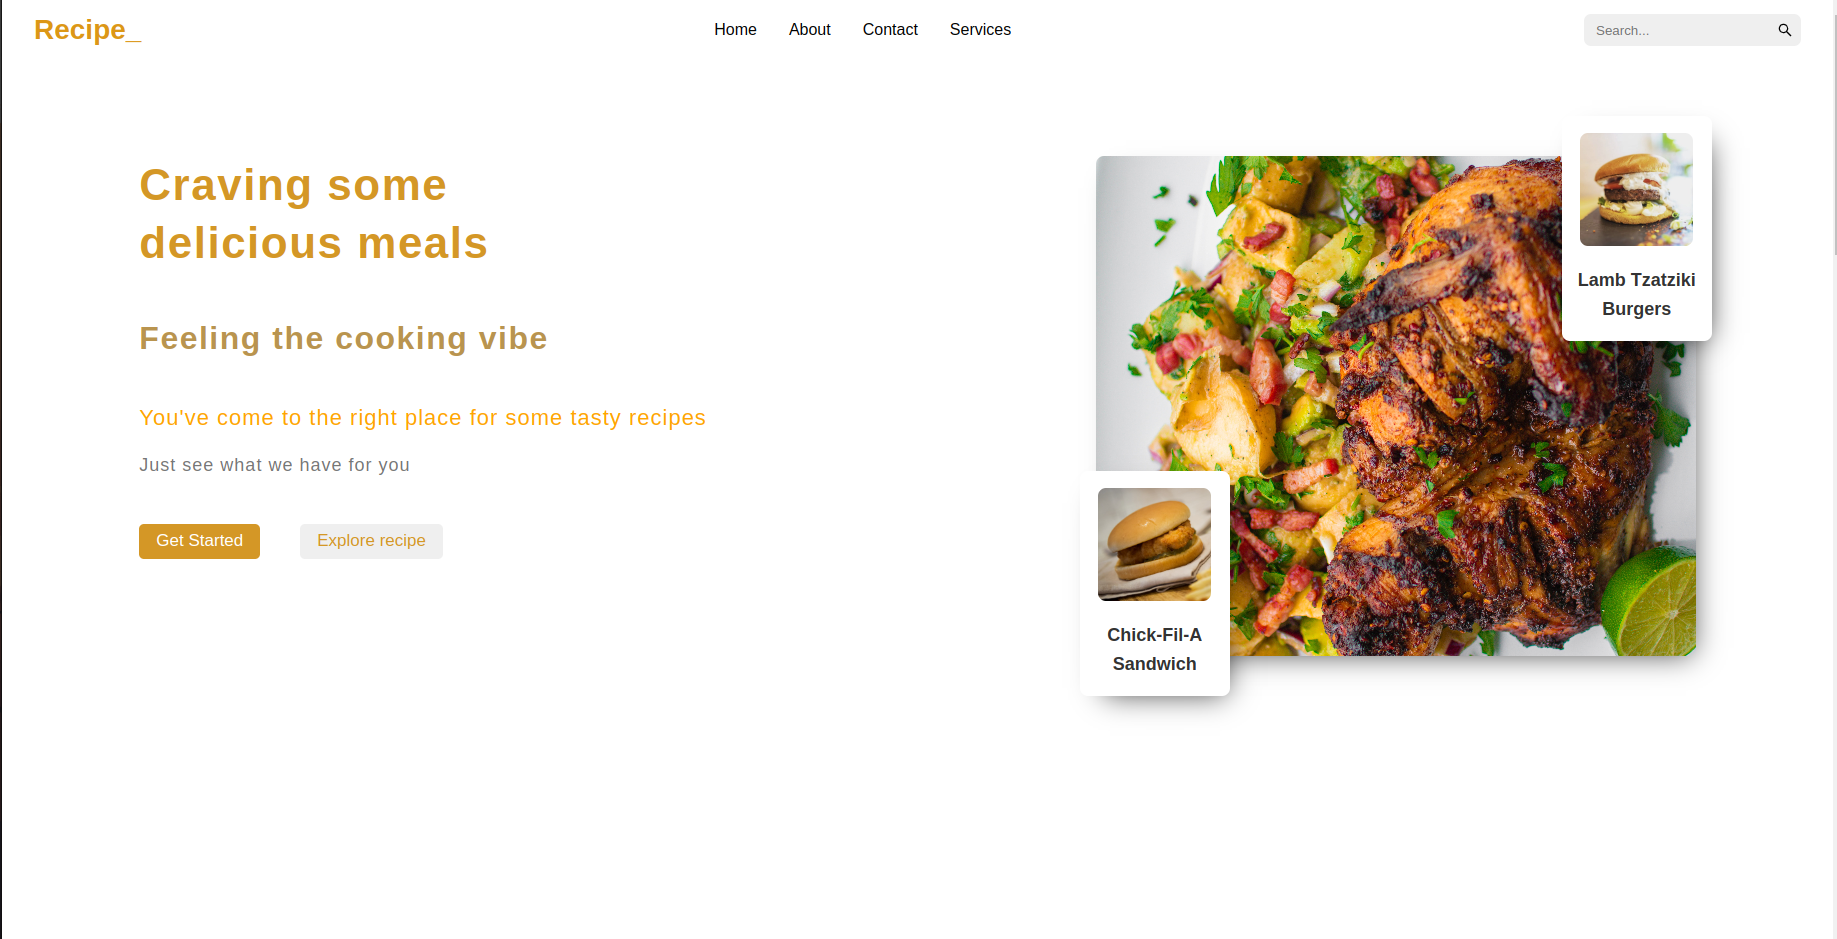 Recipe_
Home
About
Contact
Services
Search...
Craving some
delicious meals
Feeling the cooking vibe
You've come to the right place for some tasty recipes
Just see what we have for you
Get Started
Explore recipe
Lamb Tzatziki
Burgers
Chick-Fil-A
Sandwich